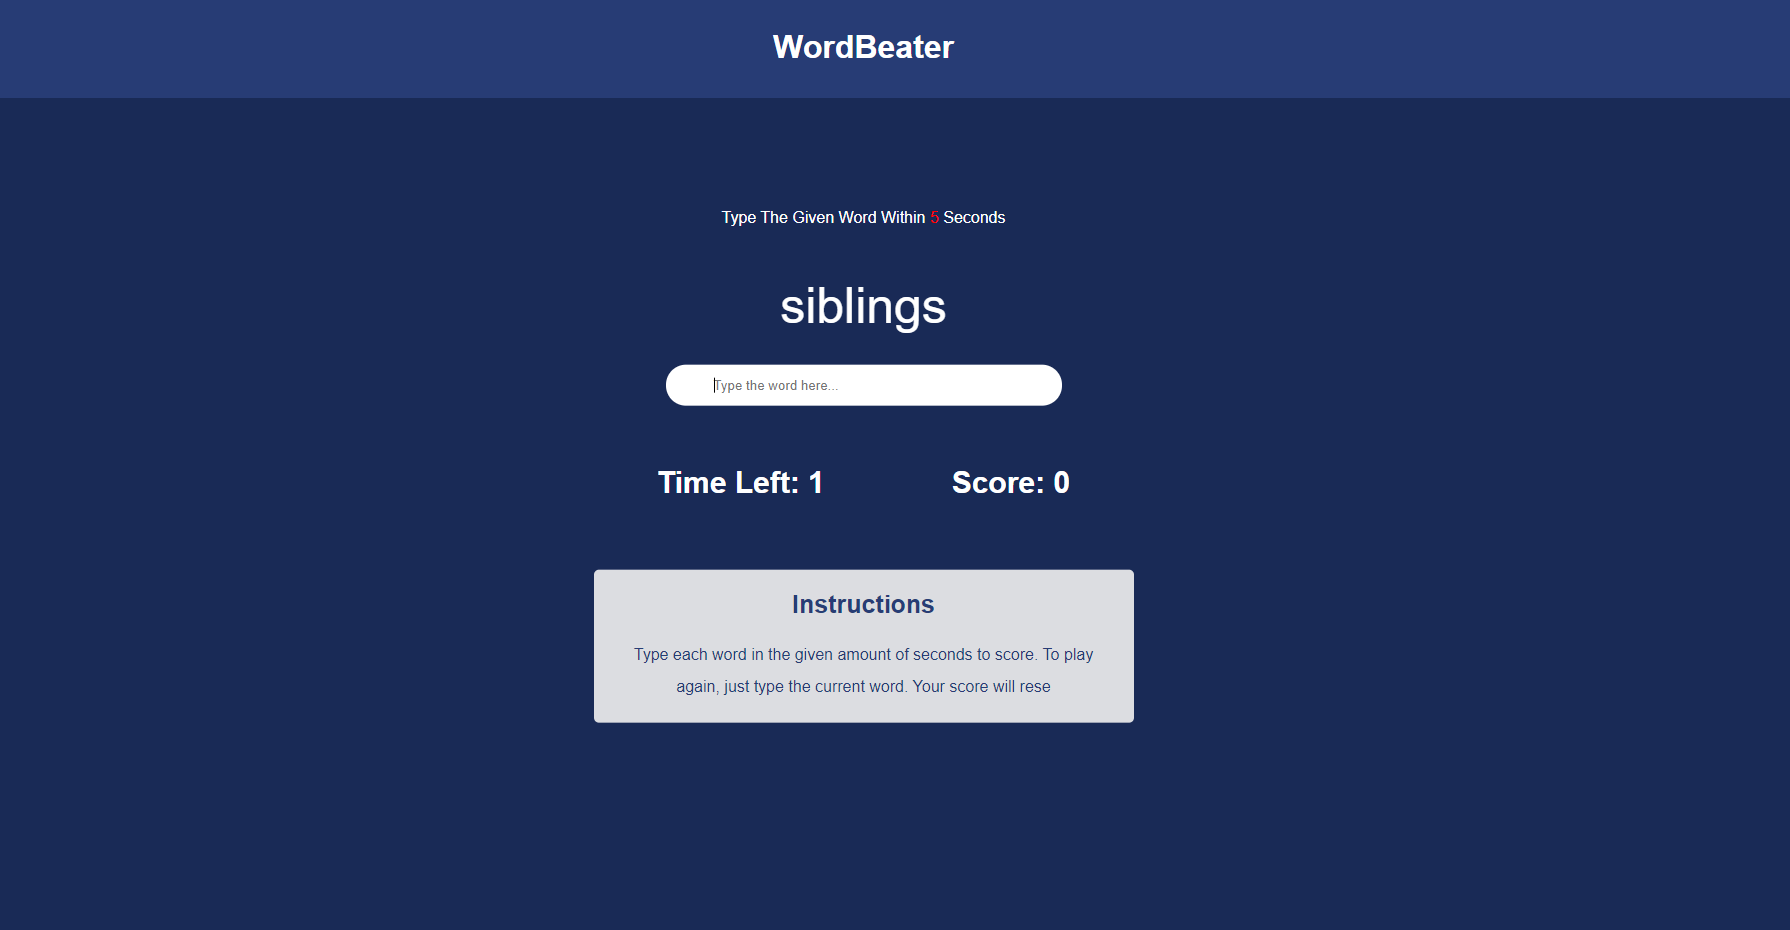 WordBeater
Type The Given Word Within 5 Seconds
siblings
Type the word here...
Time Left: 1
Score: 0
Instructions
Type each word in the given amount of seconds to score. To play
again, just type the current word. Your score will rese